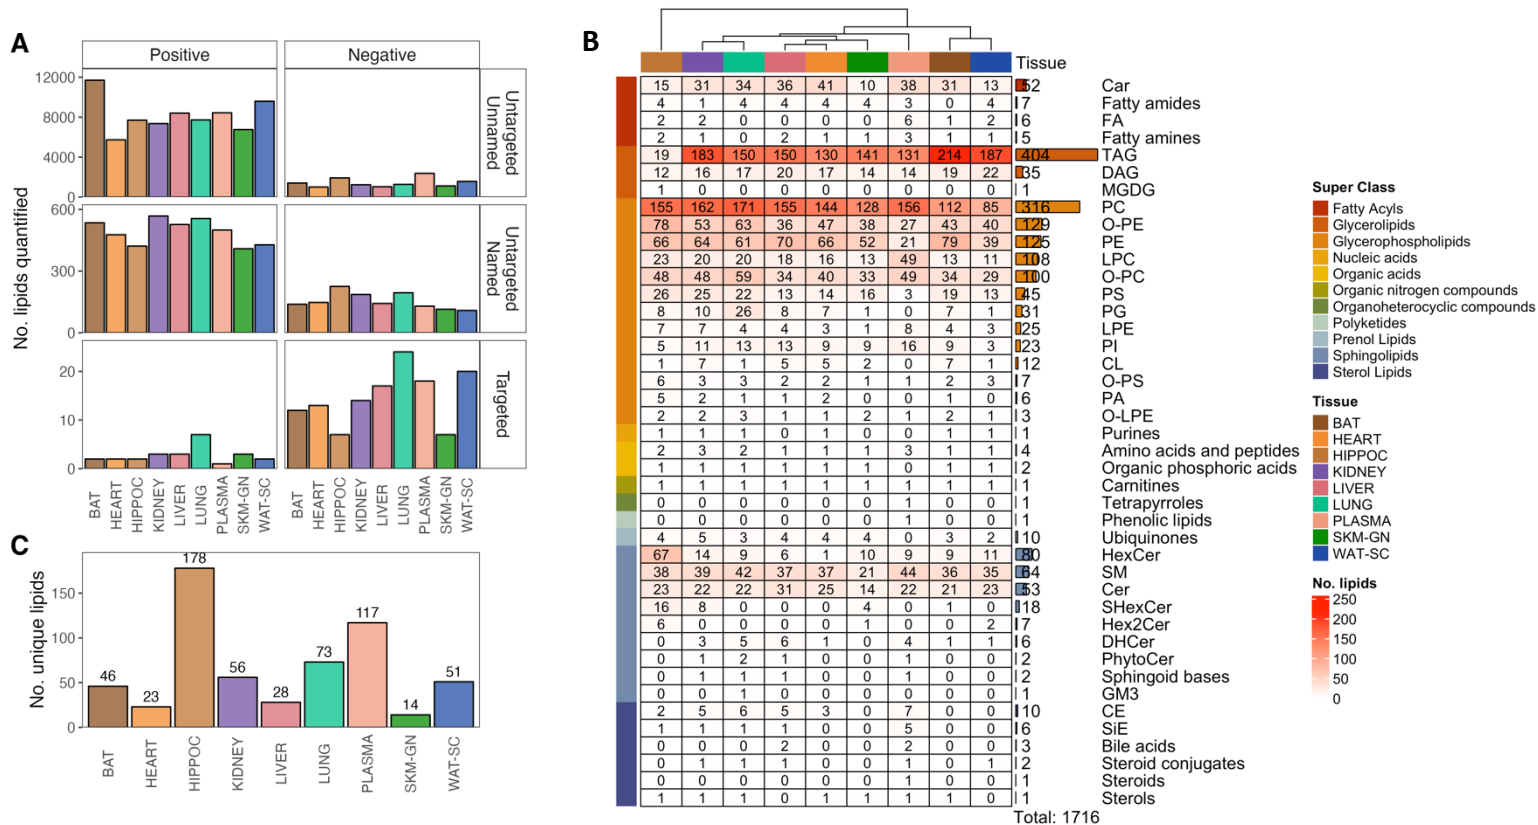 A
Positive Negative
12000
8000
4000
0
Untargeted
Unnamed
600
300
0
Untargeted
Named
20
10
0
Targeted
No. lipids quantified
BAT HEART HIPPOC KIDNEY LIVER LUNG PLASMA SKM-GN WAT-SC BAT HEART HIPPOC KIDNEY LIVER LUNG PLASMA SKM-GN WAT-SC
C
No. unique lipids
150
100
50
0
46 23 178 56 28 73 117 14 51
BAT HEART HIPPOC KIDNEY LIVER LUNG PLASMA SKM-GN WAT-SC
B
Tissue
15 31 34 36 41 10 38 31 13 52 Car
4 1 4 4 4 4 3 0 4 7 Fatty amides
2 2 0 0 0 0 6 1 2 6 FA
2 1 0 2 1 1 3 1 1 5 Fatty amines
19 183 150 150 130 141 131 214 187 404 TAG
12 16 17 20 17 14 14 19 22 35 DAG
1 0 0 0 0 0 0 0 0 1 MGDG
155 162 171 155 144 128 156 112 85 316 PC
78 53 63 36 47 38 27 43 40 129 O-PE
66 64 61 70 66 52 21 79 39 125 PE
23 20 20 18 16 13 49 13 11 108 LPC
48 48 59 34 40 33 49 34 29 100 O-PC
26 25 22 13 14 16 3 19 13 45 PS
8 10 26 8 7 1 0 7 1 31 PG
7 7 4 4 3 1 8 4 3 25 LPE
5 11 13 13 9 9 16 9 3 23 PI
1 7 1 5 5 2 0 7 1 12 CL
6 3 3 2 2 1 1 2 3 7 O-PS
5 2 1 1 2 0 0 1 0 6 PA
2 2 3 1 1 2 1 2 1 3 O-LPE
1 1 1 0 1 1 0 1 1 1 Purines
2 3 2 1 1 1 3 1 1 4 Amino acids and peptides
1 1 1 1 1 1 0 1 1 2 Organic phosphoric acids
1 1 1 1 1 1 1 1 1 1 Carnitines
0 0 0 0 0 0 1 0 0 1 Tetrapyrroles
0 0 0 0 0 0 1 0 0 1 Phenolic lipids
4 5 3 4 4 4 0 3 2 10 Ubiquinones
67 14 9 6 1 10 9 9 11 80 HexCer
38 39 42 37 37 21 44 36 35 64 SM
23 22 22 31 25 14 22 21 23 53 Cer
16 8 0 0 0 4 0 1 0 18 SHexCer
6 0 0 0 0 1 0 0 2 7 Hex2Cer
0 3 5 6 1 0 4 1 1 6 DHCer
0 1 2 1 0 0 1 0 0 2 PhytoCer
0 1 1 1 0 0 1 0 0 2 Sphingoid bases
0 0 1 0 0 0 0 0 0 1 GM3
2 5 6 5 3 0 7 0 0 10 CE
1 1 1 1 0 0 5 0 0 6 SiE
0 0 0 2 0 0 2 0 0 3 Bile acids
0 1 1 1 0 0 1 0 1 2 Steroid conjugates
0 0 0 0 0 0 1 0 0 1 Steroids
1 1 1 0 1 1 1 1 0 1 Sterols
Total: 1716
Super Class
Fatty Acyls
Glycerolipids
Glycerophospholipids
Nucleic acids
Organic acids
Organic nitrogen compounds
Organoheterocyclic compounds
Polyketides
Prenol Lipids
Sphingolipids
Sterol Lipids
Tissue
BAT
HEART
HIPPOC
KIDNEY
LIVER
LUNG
PLASMA
SKM-GN
WAT-SC
No. lipids
250
200
150
100
50
0